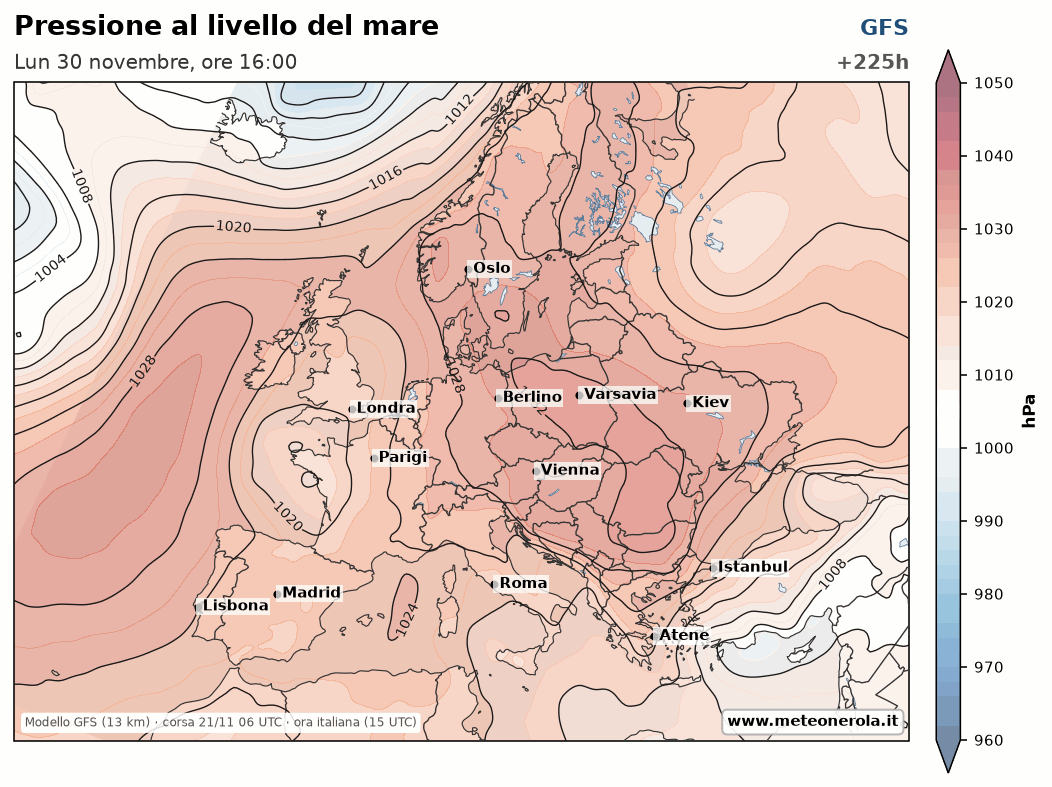 Pressione al livello del mare
GFS
Lun 30 novembre, ore 16:00
+225h
1050
1040
1030
1020
1010
1000
990
980
970
960
hPa
1012
1008
1016
1020
1004
1028
1028
1020
1024
1008
Oslo
Londra
Berlino
Varsavia
Kiev
Parigi
Vienna
Istanbul
Roma
Madrid
Lisbona
Atene
Modello GFS (13 km) · corsa 21/11 06 UTC · ora italiana (15 UTC)
www.meteonerola.it